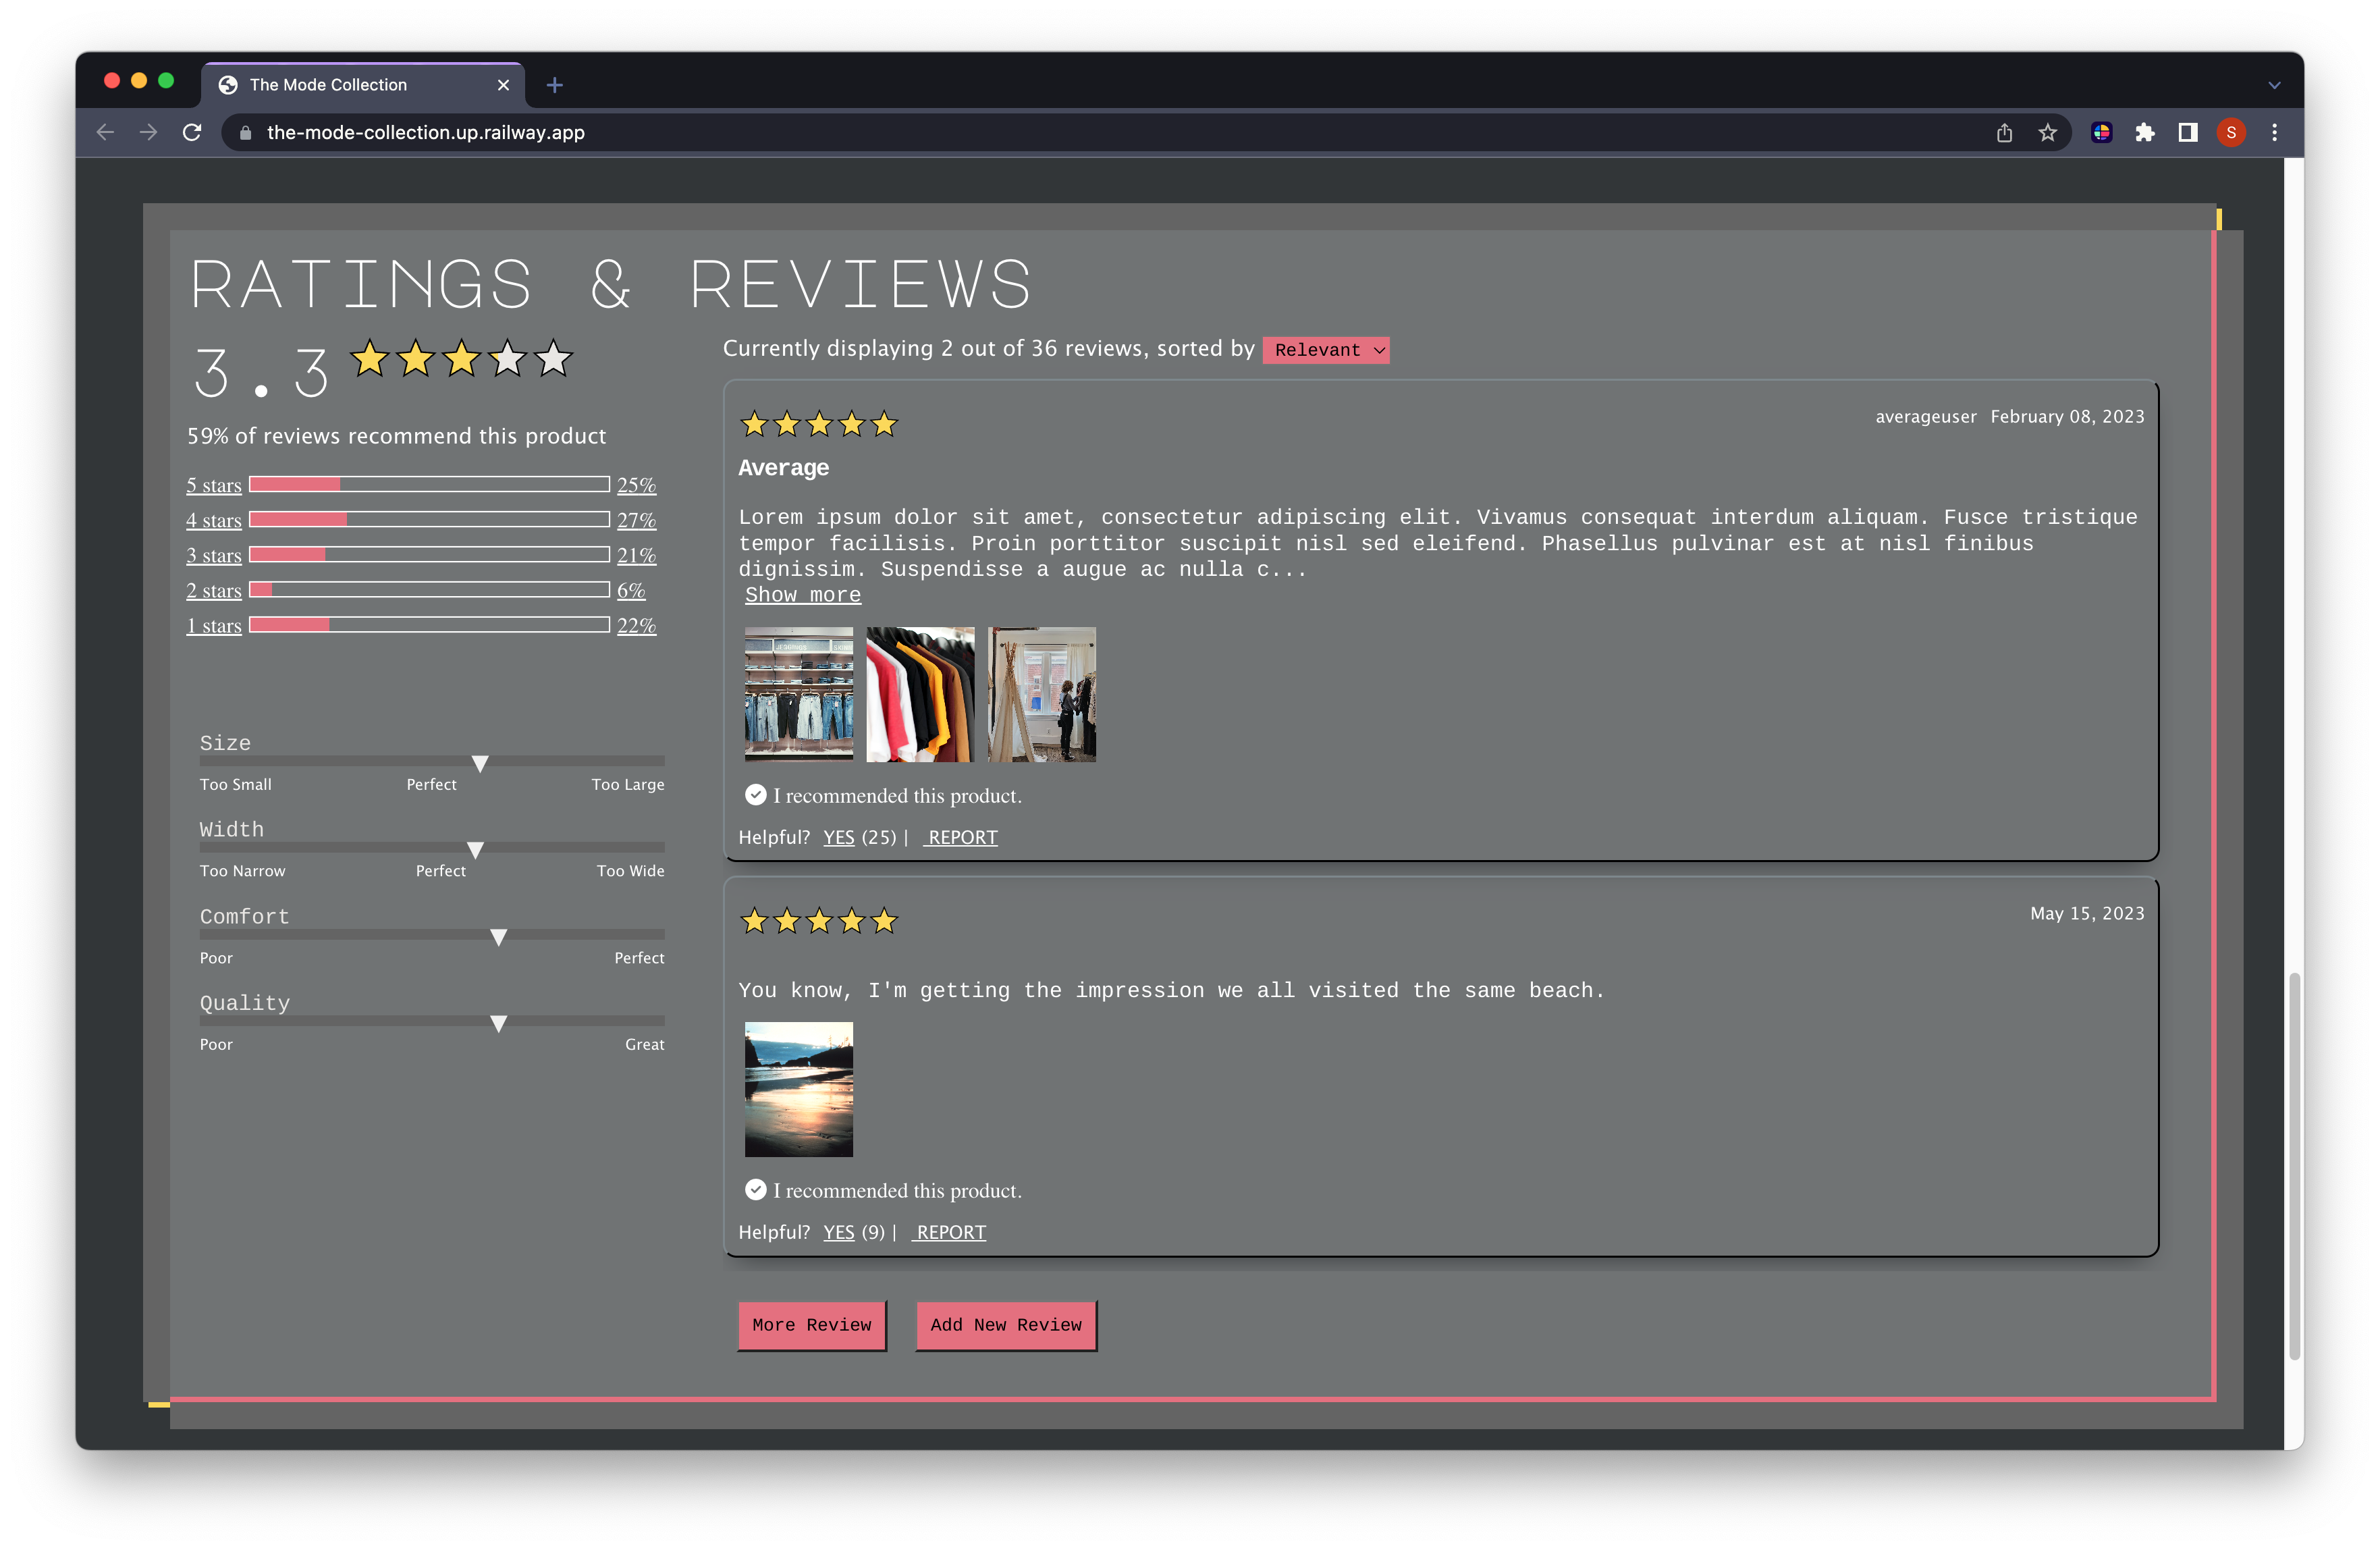 The Mode Collection
the-mode-collection.up.railway.app
S
RATINGS & REVIEWS
3.3
59% of reviews recommend this product
5 stars 25%
4 stars 27%
3 stars 21%
2 stars 6%
1 stars 22%
Size
Too Small Perfect Too Large
Width
Too Narrow Perfect Too Wide
Comfort
Poor Perfect
Quality
Poor Great
Currently displaying 2 out of 36 reviews, sorted by Relevant
averageuser February 08, 2023
Average
Lorem ipsum dolor sit amet, consectetur adipiscing elit. Vivamus consequat interdum aliquam. Fusce tristique
tempor facilisis. Proin porttitor suscipit nisl sed eleifend. Phasellus pulvinar est at nisl finibus
dignissim. Suspendisse a augue ac nulla c...
Show more
I recommended this product.
Helpful? YES (25) | REPORT
May 15, 2023
You know, I'm getting the impression we all visited the same beach.
I recommended this product.
Helpful? YES (9) | REPORT
More Review Add New Review